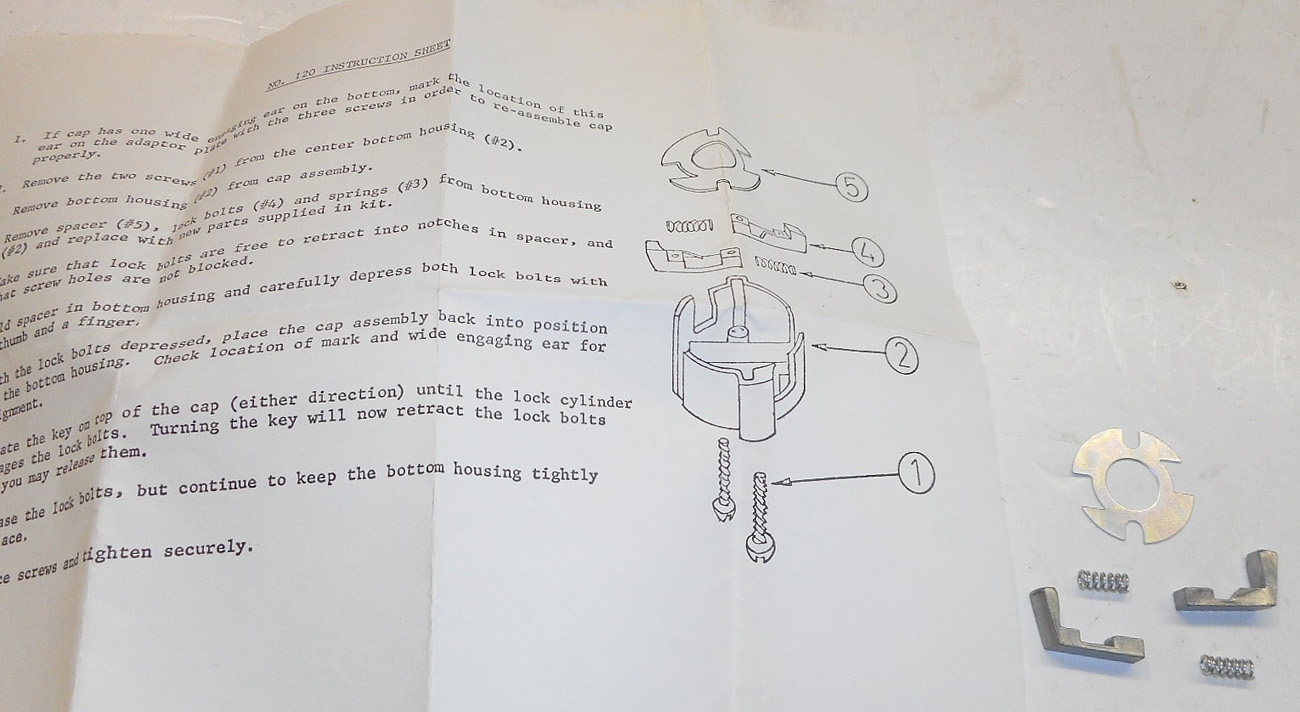 NO. 120 INSTRUCTION SHEET
1. If cap has one wide engaging ear on the bottom, mark the location of this
ear on the adaptor plate with the three screws in order to re-assemble cap
properly.
Remove the two screws (#1) from the center bottom housing (#2).
Remove bottom housing (#2) from cap assembly.
Remove spacer (#5), lock bolts (#4) and springs (#3) from bottom housing
(#2) and replace with new parts supplied in kit.
ake sure that lock bolts are free to retract into notches in spacer, and
hat screw holes are not blocked.
ld spacer in bottom housing and carefully depress both lock bolts with
thumb and a finger.
th the lock bolts depressed, place the cap assembly back into position
the bottom housing. Check location of mark and wide engaging ear for
ignment.
ate the key on top of the cap (either direction) until the lock cylinder
ages the lock bolts. Turning the key will now retract the lock bolts
you may release them.
ase the lock bolts, but continue to keep the bottom housing tightly
ace.
ce screws and tighten securely.
5
4
3
2
1